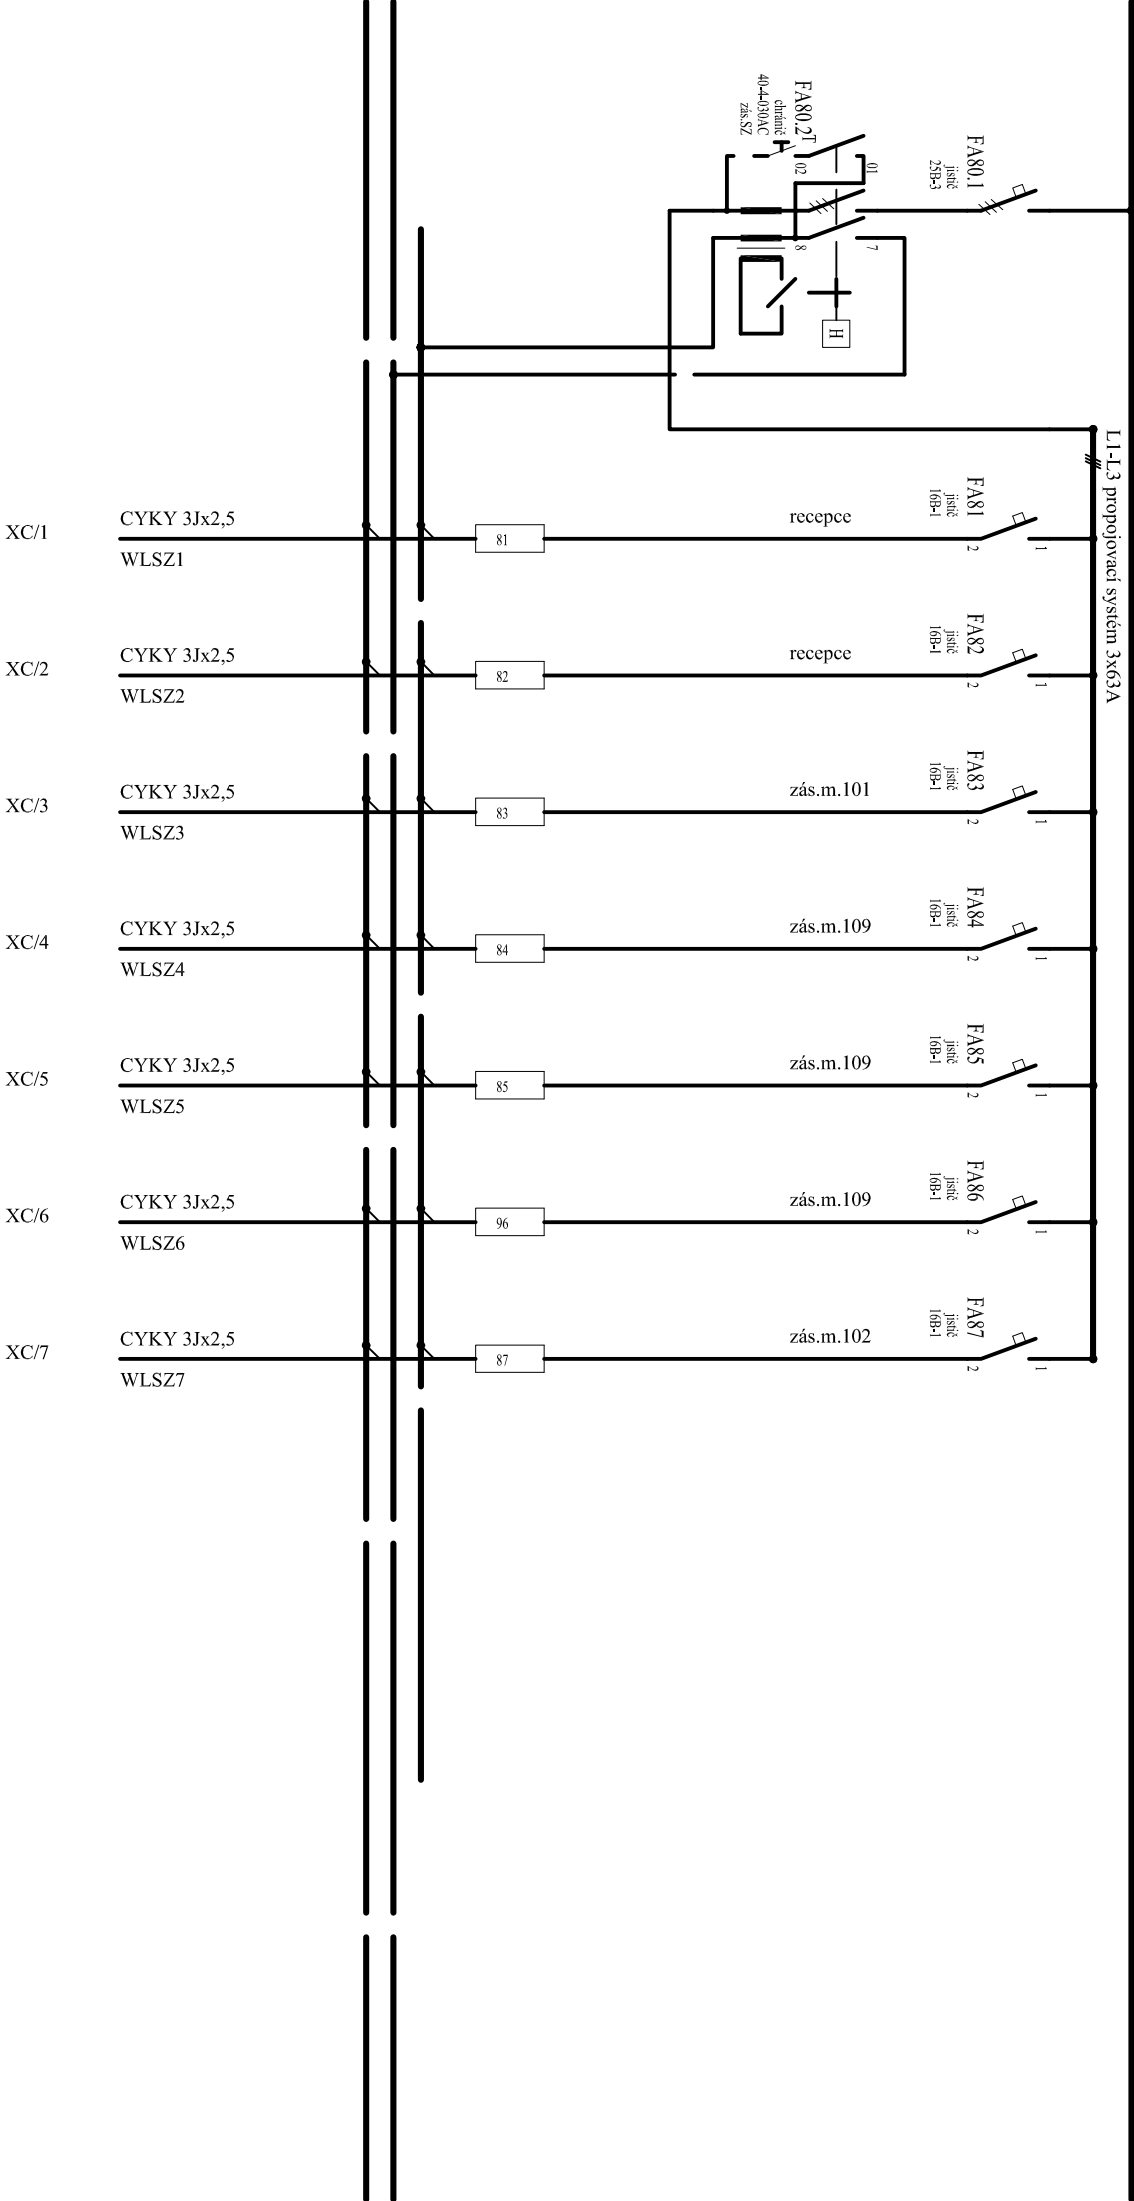 FA80.2
T
chránič
40-4-030AC
zás.SZ
01
02
7
8
H
FA80.1
jistič
25B-3
L1-L3 propojovací systém 3x63A
XC/1
CYKY 3Jx2,5
WLSZ1
81
recepce
FA81
jistič
16B-1
2
1
XC/2
CYKY 3Jx2,5
WLSZ2
82
recepce
FA82
jistič
16B-1
2
1
XC/3
CYKY 3Jx2,5
WLSZ3
83
zás.m.101
FA83
jistič
16B-1
2
1
XC/4
CYKY 3Jx2,5
WLSZ4
84
zás.m.109
FA84
jistič
16B-1
2
1
XC/5
CYKY 3Jx2,5
WLSZ5
85
zás.m.109
FA85
jistič
16B-1
2
1
XC/6
CYKY 3Jx2,5
WLSZ6
96
zás.m.109
FA86
jistič
16B-1
2
1
XC/7
CYKY 3Jx2,5
WLSZ7
87
zás.m.102
FA87
jistič
16B-1
2
1